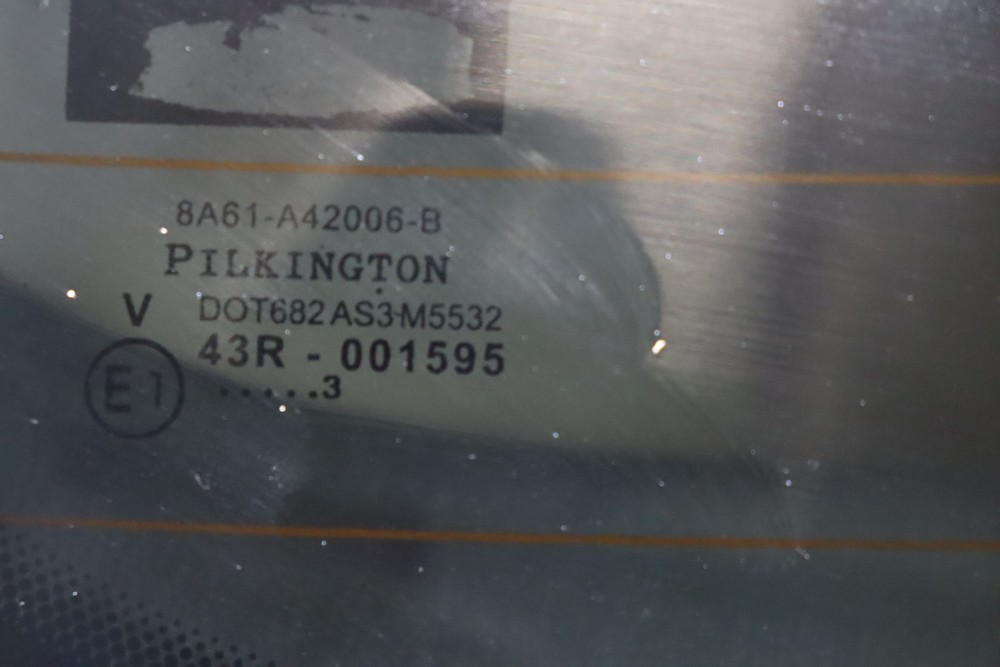 8A61-A42006-B
PILKINGTON
V DOT682 AS3-M5532
43R - 001595
E1 .....3